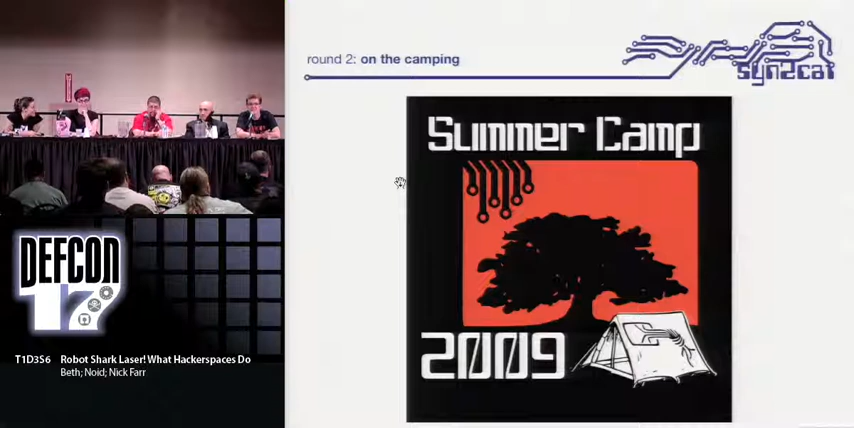 round 2: on the camping
syn2cat
Summer Camp
2009
DEFCON
17
T1D3S6 Robot Shark Laser! What Hackerspaces Do
Beth; Noid; Nick Farr